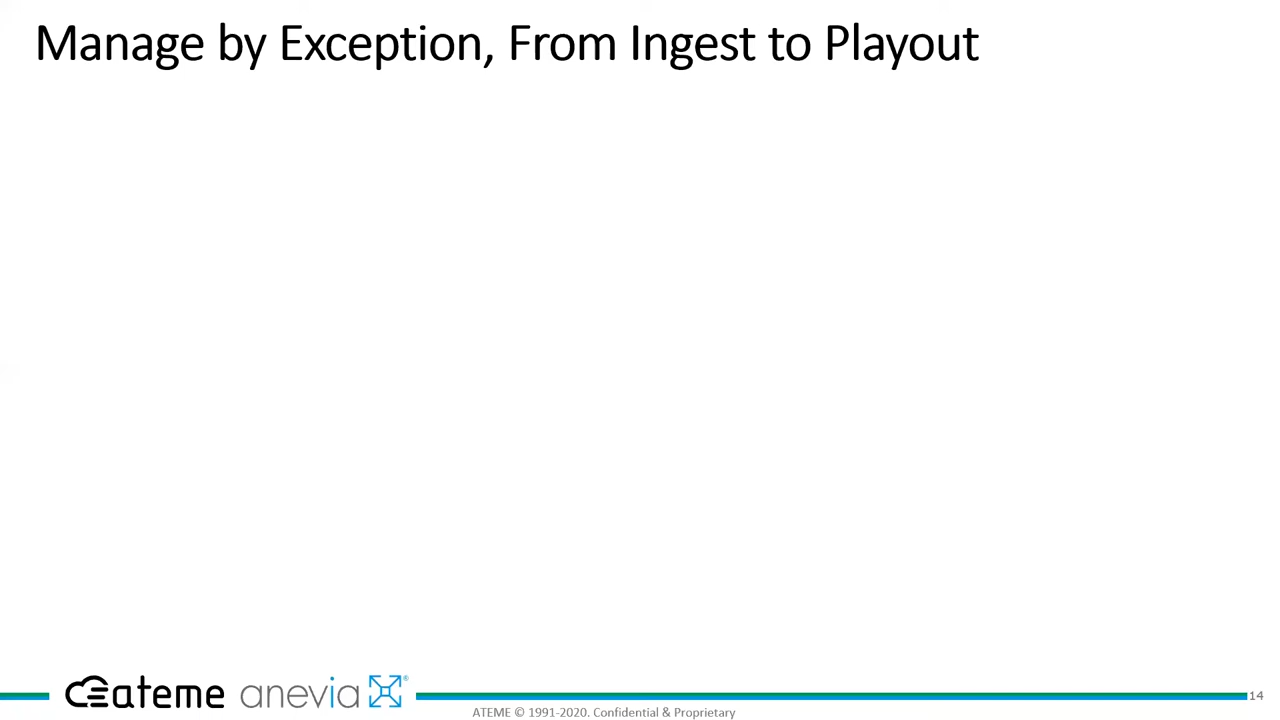 Manage by Exception, From Ingest to Playout
ateme anevia
14
ATEME © 1991-2020. Confidential & Proprietary